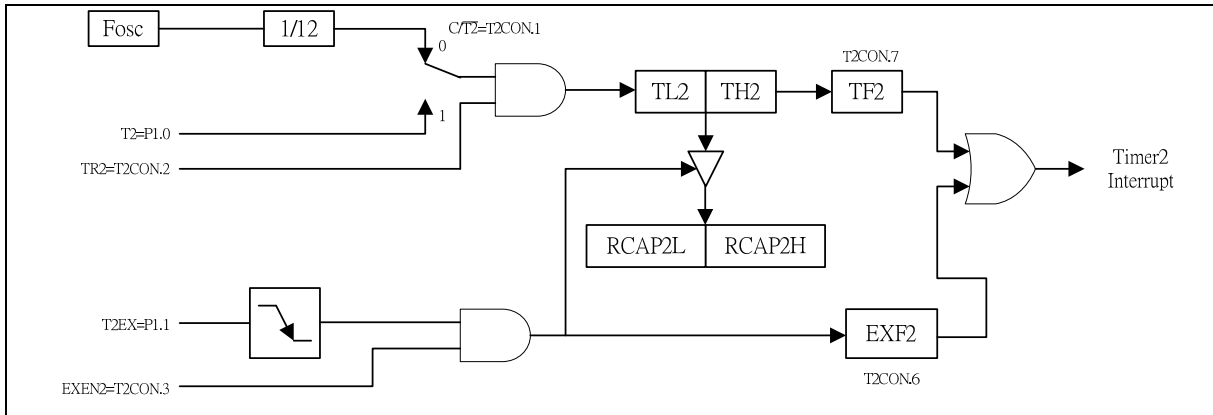 Fosc
1/12
C/T2=T2CON.1
0
1
T2=P1.0
TR2=T2CON.2
TL2
TH2
T2CON.7
TF2
Timer2
Interrupt
RCAP2L
RCAP2H
T2EX=P1.1
EXEN2=T2CON.3
EXF2
T2CON.6